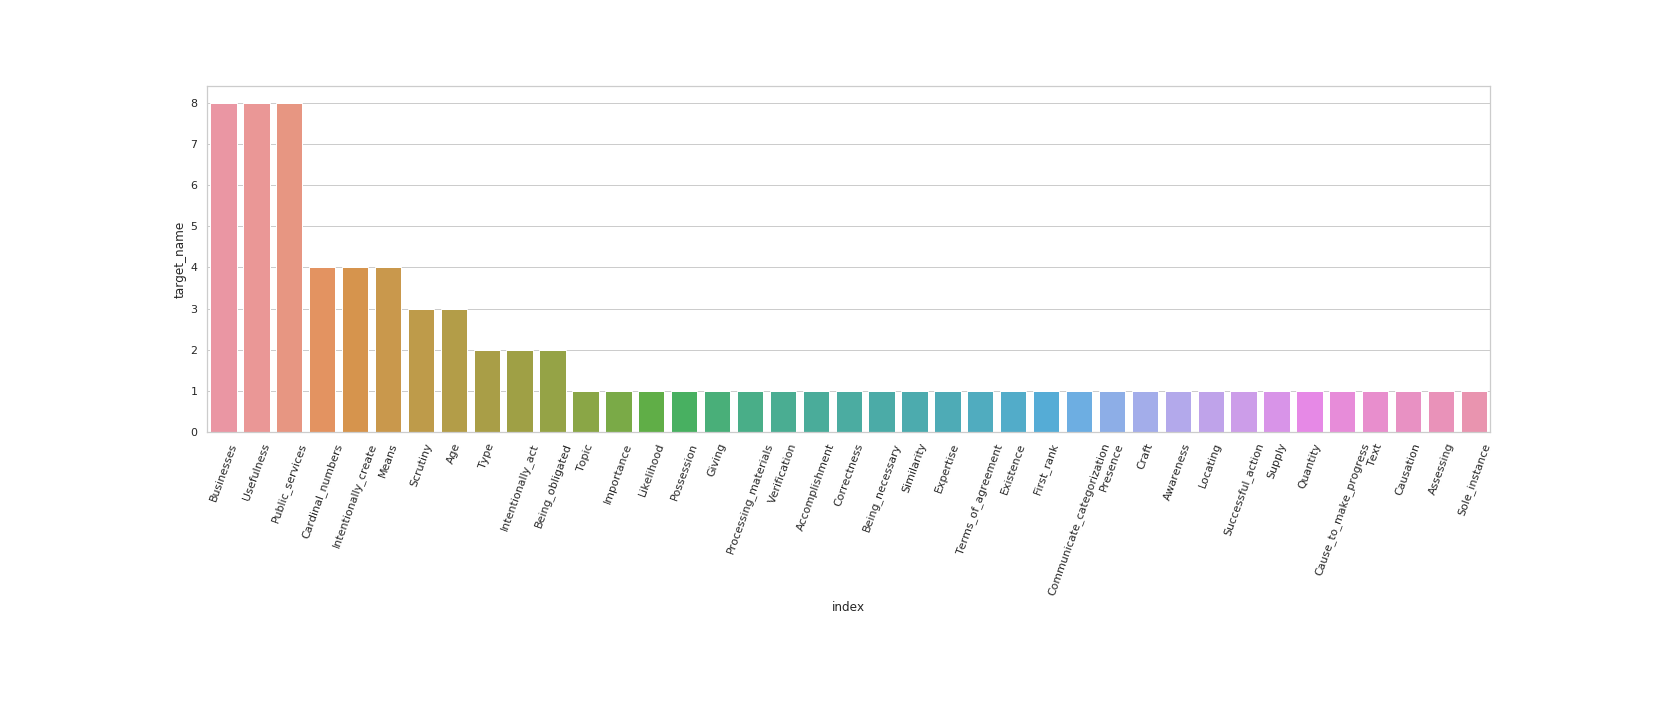 8
7
6
5
4
3
2
1
0
target_name
Businesses
Usefulness
Public_services
Cardinal_numbers
Intentionally_create
Means
Scrutiny
Age
Type
Intentionally_act
Being_obligated
Topic
Importance
Likelihood
Possession
Giving
Processing_materials
Verification
Accomplishment
Correctness
Being_necessary
Similarity
Expertise
Terms_of_agreement
Existence
First_rank
Communicate_categorization
Presence
Craft
Awareness
Locating
Successful_action
Supply
Quantity
Cause_to_make_progress
Text
Causation
Assessing
Sole_instance
index